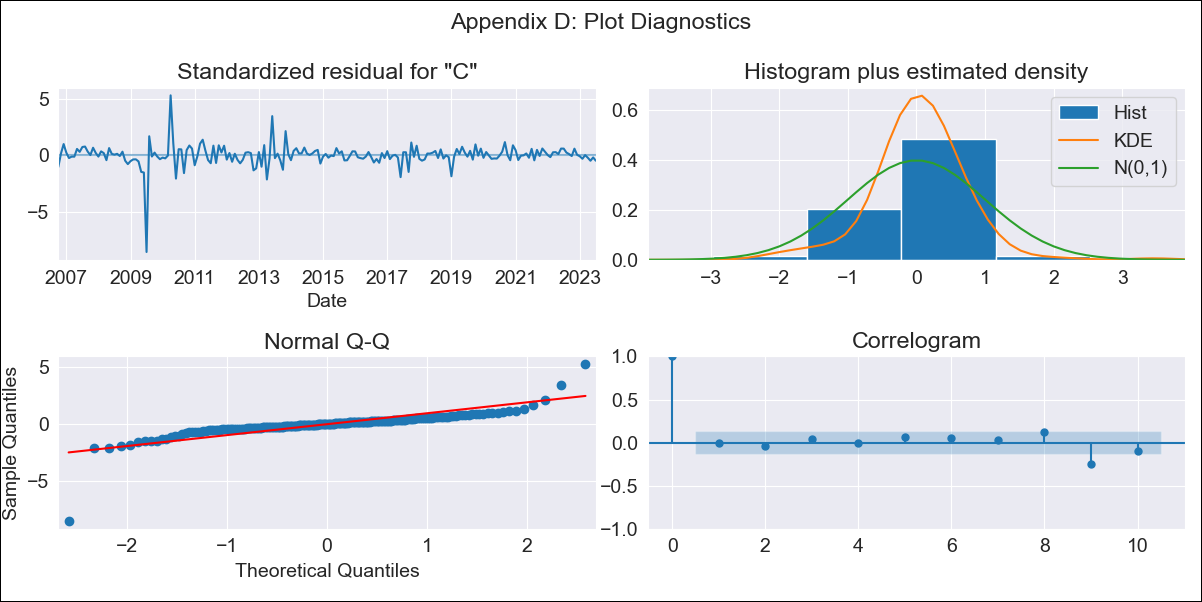 Appendix D: Plot Diagnostics
Standardized residual for "C"
5
0
−5
2007 2009 2011 2013 2015 2017 2019 2021 2023
Date
Histogram plus estimated density
0.6
0.4
0.2
0.0
−3 −2 −1 0 1 2 3
Hist
KDE
N(0,1)
Normal Q-Q
Sample Quantiles
5
0
−5
−2 −1 0 1 2
Theoretical Quantiles
Correlogram
1.0
0.5
0.0
−0.5
−1.0
0 2 4 6 8 10